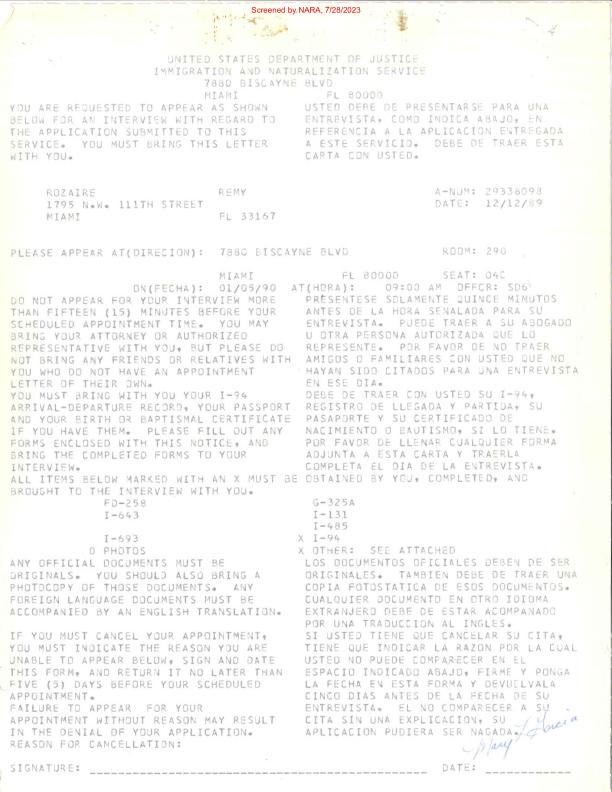 Screened by NARA, 7/28/2023
UNITED STATES DEPARTMENT OF JUSTICE
IMMIGRATION AND NATURALIZATION SERVICE
7880 BISCAYNE BLVD
MIAMI FL 80000
YOU ARE REQUESTED TO APPEAR AS SHOWN
BELOW FOR AN INTERVIEW WITH REGARD TO
THE APPLICATION SUBMITTED TO THIS
SERVICE. YOU MUST BRING THIS LETTER
WITH YOU.
USTED DEBE DE PRESENTARSE PARA UNA
ENTREVISTA, COMO INDICA ABAJO, EN
REFERENCIA A LA APLICACION ENTREGADA
A ESTE SERVICIO. DEBE DE TRAER ESTA
CARTA CON USTED.
ROZAIRE REMY A-NUM: 29338098
1795 N.W. 111TH STREET DATE: 12/12/89
MIAMI FL 33167
PLEASE APPEAR AT(DIRECION): 7880 BISCAYNE BLVD ROOM: 290
MIAMI FL 80000 SEAT: 04C
ON(FECHA): 01/05/90 AT(HORA): 09:00 AM OFFCR: SD6
DO NOT APPEAR FOR YOUR INTERVIEW MORE
THAN FIFTEEN (15) MINUTES BEFORE YOUR
SCHEDULED APPOINTMENT TIME. YOU MAY
BRING YOUR ATTORNEY OR AUTHORIZED
REPRESENTATIVE WITH YOU, BUT PLEASE DO
NOT BRING ANY FRIENDS OR RELATIVES WITH
YOU WHO DO NOT HAVE AN APPOINTMENT
LETTER OF THEIR OWN.
YOU MUST BRING WITH YOU YOUR I-94
ARRIVAL-DEPARTURE RECORD, YOUR PASSPORT
AND YOUR BIRTH OR BAPTISMAL CERTIFICATE
IF YOU HAVE THEM. PLEASE FILL OUT ANY
FORMS ENCLOSED WITH THIS NOTICE, AND
BRING THE COMPLETED FORMS TO YOUR
INTERVIEW.
PRESENTESE SOLAMENTE QUINCE MINUTOS
ANTES DE LA HORA SENALADA PARA SU
ENTREVISTA. PUEDE TRAER A SU ABOGADO
U OTRA PERSONA AUTORIZADA QUE LO
REPRESENTE. POR FAVOR DE NO TRAER
AMIGOS O FAMILIARES CON USTED QUE NO
HAYAN SIDO CITADOS PARA UNA ENTREVISTA
EN ESE DIA.
DEBE DE TRAER CON USTED SU I-94,
REGISTRO DE LLEGADA Y PARTIDA, SU
PASAPORTE Y SU CERTIFICADO DE
NACIMIENTO O BAUTISMO, SI LO TIENE.
POR FAVOR DE LLENAR CUALQUIER FORMA
ADJUNTA A ESTA CARTA Y TRAERLA
COMPLETA EL DIA DE LA ENTREVISTA.
ALL ITEMS BELOW MARKED WITH AN X MUST BE OBTAINED BY YOU, COMPLETED, AND
BROUGHT TO THE INTERVIEW WITH YOU.
FD-258 G-325A
I-643 I-131
I-485
I-693 X I-94
0 PHOTOS X OTHER: SEE ATTACHED
ANY OFFICIAL DOCUMENTS MUST BE
ORIGINALS. YOU SHOULD ALSO BRING A
PHOTOCOPY OF THOSE DOCUMENTS. ANY
FOREIGN LANGUAGE DOCUMENTS MUST BE
ACCOMPANIED BY AN ENGLISH TRANSLATION.
LOS DOCUMENTOS OFICIALES DEBEN DE SER
ORIGINALES. TAMBIEN DEBE DE TRAER UNA
COPIA FOTOSTATICA DE ESOS DOCUMENTOS.
CUALQUIER DOCUMENTO EN OTRO IDIOMA
EXTRANJERO DEBE DE ESTAR ACOMPANADO
POR UNA TRADUCCION AL INGLES.
IF YOU MUST CANCEL YOUR APPOINTMENT,
YOU MUST INDICATE THE REASON YOU ARE
UNABLE TO APPEAR BELOW, SIGN AND DATE
THIS FORM, AND RETURN IT NO LATER THAN
FIVE (5) DAYS BEFORE YOUR SCHEDULED
APPOINTMENT.
FAILURE TO APPEAR FOR YOUR
APPOINTMENT WITHOUT REASON MAY RESULT
IN THE DENIAL OF YOUR APPLICATION.
REASON FOR CANCELLATION:
SI USTED TIENE QUE CANCELAR SU CITA,
TIENE QUE INDICAR LA RAZON POR LA CUAL
USTED NO PUEDE COMPARECER EN EL
ESPACIO INDICADO ABAJO, FIRME Y PONGA
LA FECHA EN ESTA FORMA Y DEVUELVALA
CINCO DIAS ANTES DE LA FECHA DE SU
ENTREVISTA. EL NO COMPARECER A SU
CITA SIN UNA EXPLICACION, SU
APLICACION PUDIERA SER NAGADA.
Mary L Garcia
SIGNATURE: DATE: